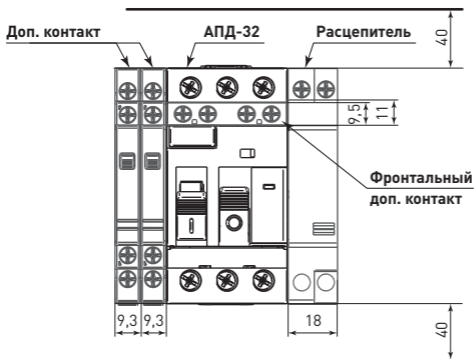 Доп. контакт
АПД-32
Расцепитель
40
9,5
11
Фронтальный
доп. контакт
9,3
9,3
18
40